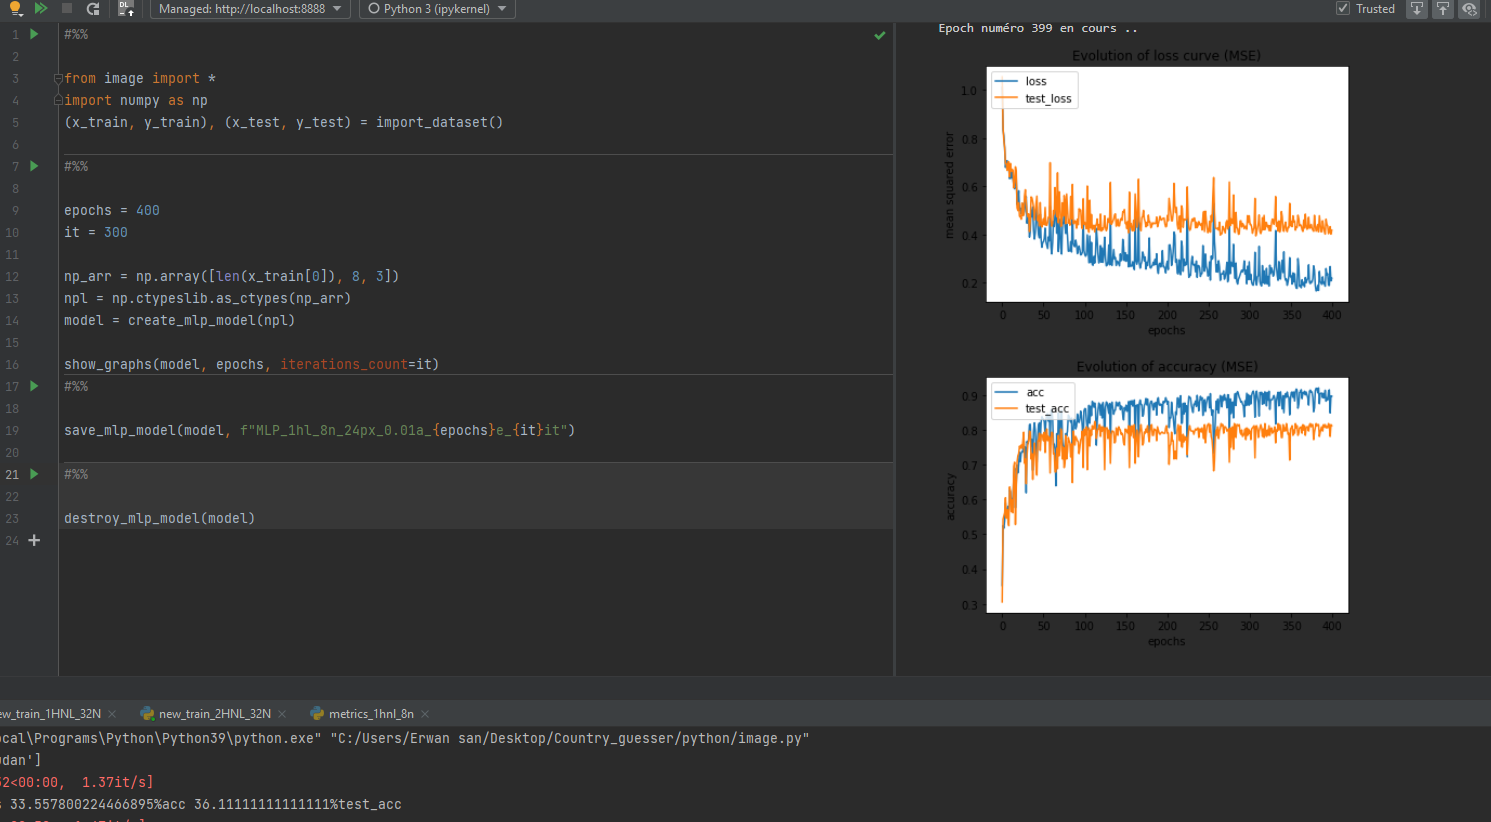 DL
Managed: http://localhost:8888
Python 3 (ipykernel)
Trusted
1 #%%
2
3 from image import *
4 import numpy as np
5 (x_train, y_train), (x_test, y_test) = import_dataset()
6
7 #%%
8
9 epochs = 400
10 it = 300
11
12 np_arr = np.array([len(x_train[0]), 8, 3])
13 npl = np.ctypeslib.as_ctypes(np_arr)
14 model = create_mlp_model(npl)
15
16 show_graphs(model, epochs, iterations_count=it)
17 #%%
18
19 save_mlp_model(model, f"MLP_1hl_8n_24px_0.01a_{epochs}e_{it}it")
20
21 #%%
22
23 destroy_mlp_model(model)
24
Epoch numéro 399 en cours ..
Evolution of loss curve (MSE)
loss
test_loss
1.0
0.8
0.6
0.4
0.2
mean squared error
0 50 100 150 200 250 300 350 400
epochs
Evolution of accuracy (MSE)
acc
test_acc
0.9
0.8
0.7
0.6
0.5
0.4
0.3
accuracy
0 50 100 150 200 250 300 350 400
epochs
ew_train_1HNL_32N
new_train_2HNL_32N
metrics_1hnl_8n
ocal\Programs\Python\Python39\python.exe" "C:/Users/Erwan san/Desktop/Country_guesser/python/image.py"
udan']
52<00:00, 1.37it/s]
33.557800224466895%acc 36.11111111111111%test_acc